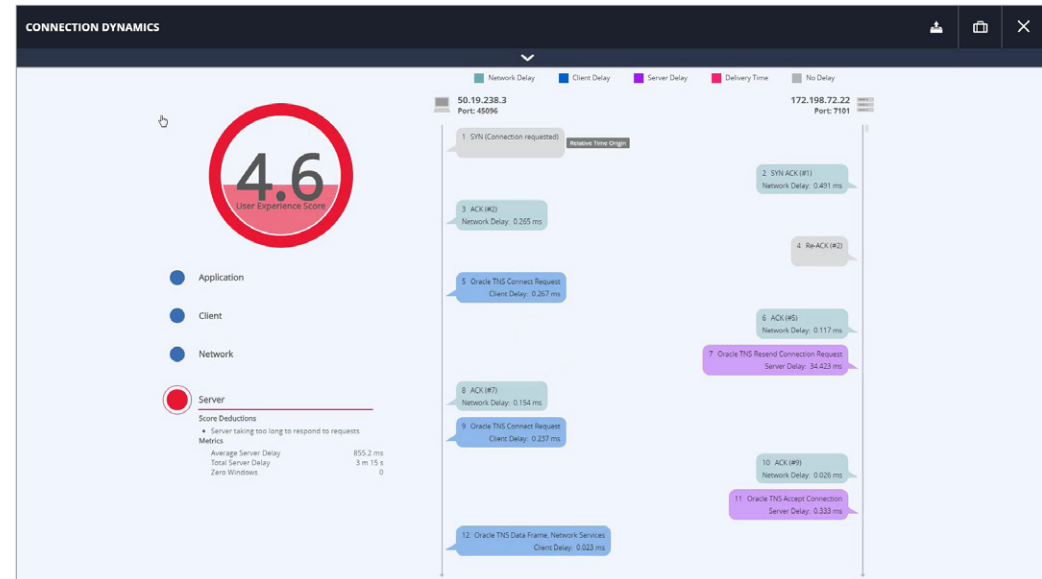 CONNECTION DYNAMICS
Network Delay Client Delay Server Delay Delivery Time No Delay
50.19.238.3
Port: 45096
172.198.72.22
Port: 7101
4.6
User Experience Score
Application
Client
Network
Server
Score Deductions
Server taking too long to respond to requests
Metrics
Average Server Delay 855.2 ms
Total Server Delay 3 m 15 s
Zero Windows 0
1 SYN (Connection requested)
Relative Time Origin
2 SYN ACK (#1)
Network Delay: 0.491 ms
3 ACK (#2)
Network Delay: 0.265 ms
4 Re-ACK (#2)
5 Oracle TNS Connect Request
Client Delay: 0.267 ms
6 ACK (#5)
Network Delay: 0.117 ms
7 Oracle TNS Resend Connection Request
Server Delay: 34.423 ms
8 ACK (#7)
Network Delay: 0.154 ms
9 Oracle TNS Connect Request
Client Delay: 0.237 ms
10 ACK (#9)
Network Delay: 0.026 ms
11 Oracle TNS Accept Connection
Server Delay: 0.333 ms
12 Oracle TNS Data Frame, Network Services
Client Delay: 0.023 ms